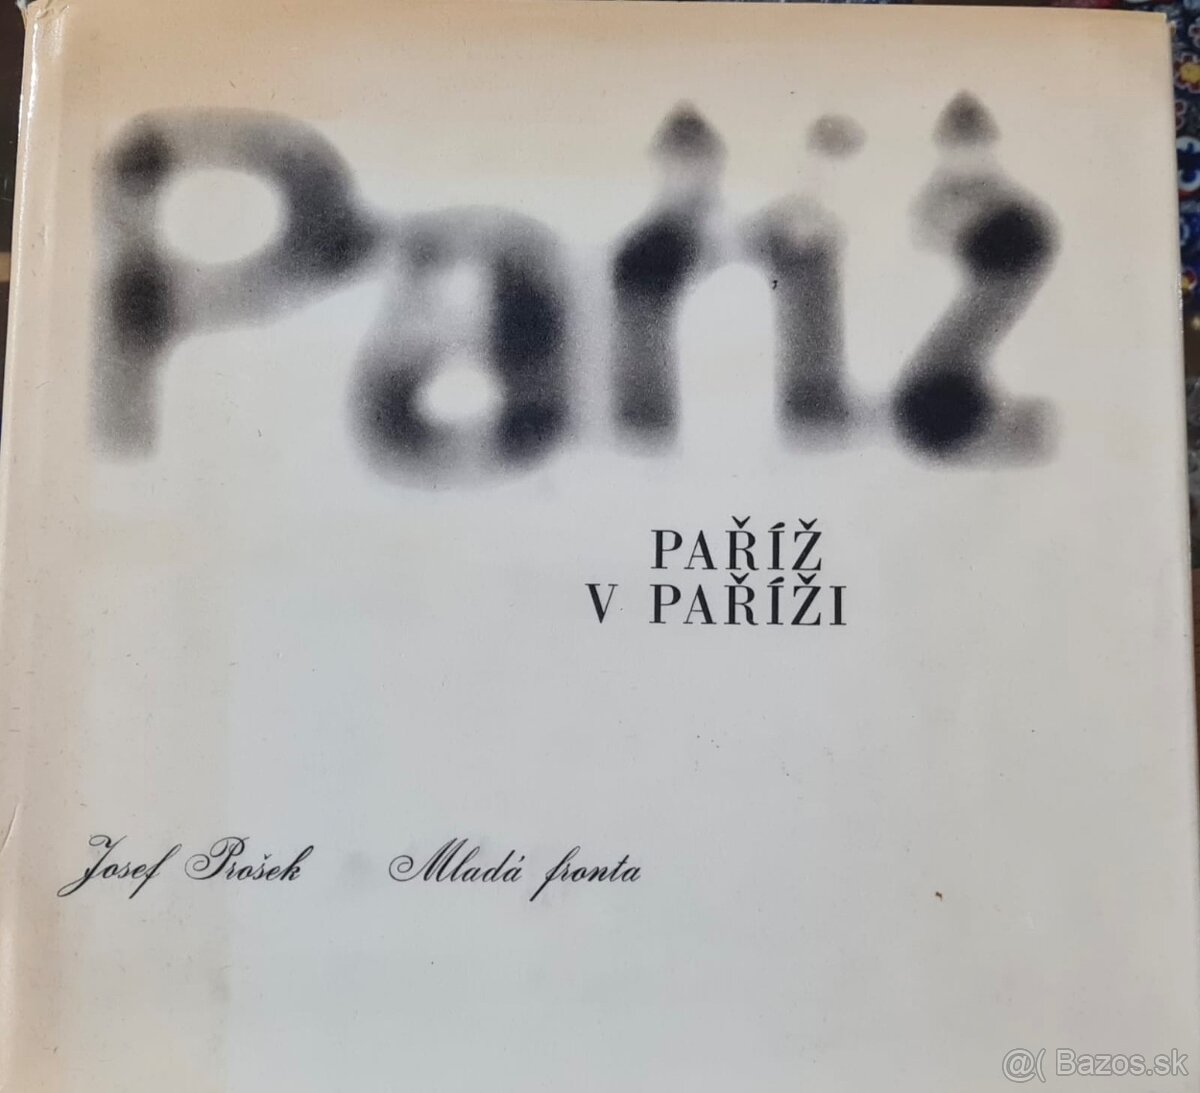 Paříž
PAŘÍŽ
V PAŘÍŽI
Josef Prošek Mladá fronta
@( Bazos.sk